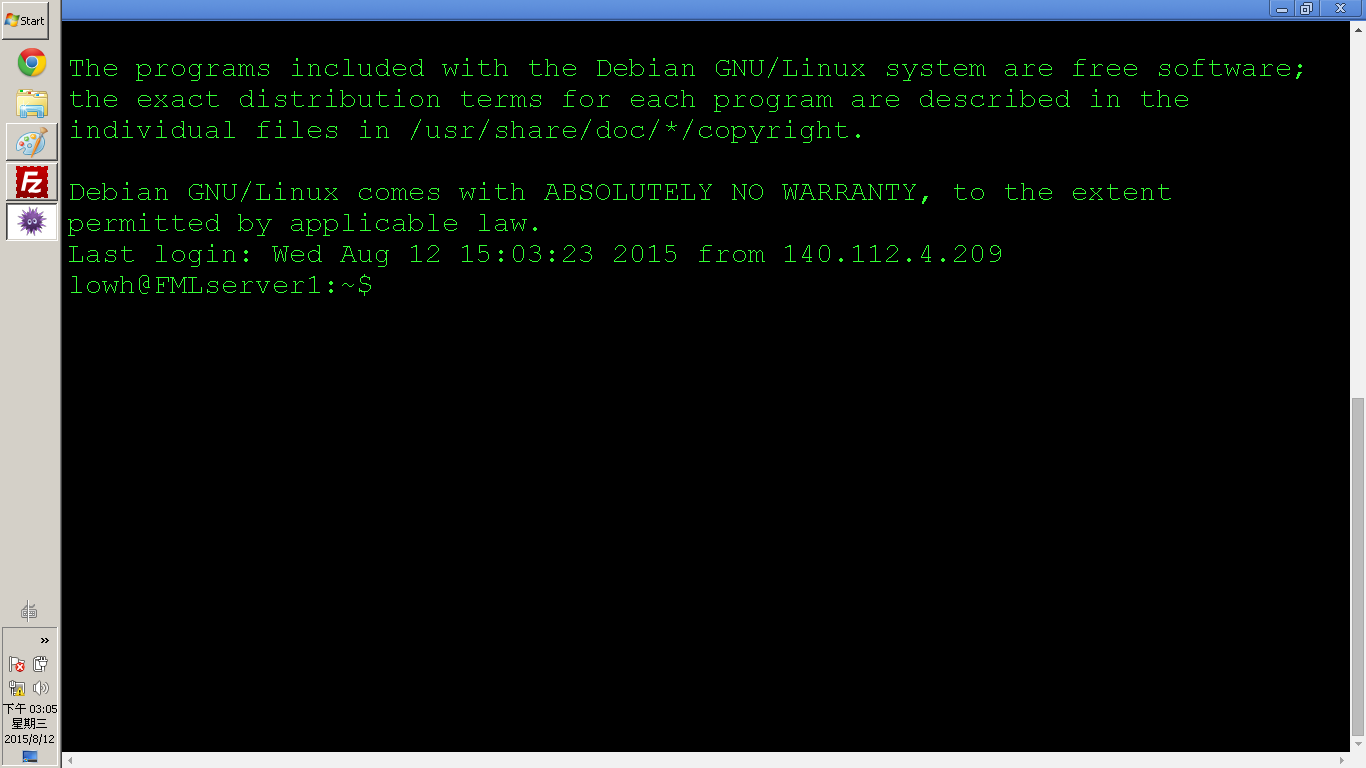 Start
The programs included with the Debian GNU/Linux system are free software;
the exact distribution terms for each program are described in the
individual files in /usr/share/doc/*/copyright.
Debian GNU/Linux comes with ABSOLUTELY NO WARRANTY, to the extent
permitted by applicable law.
Last login: Wed Aug 12 15:03:23 2015 from 140.112.4.209
lowh@FMLserver1:~$
Fz
»
下午 03:05
星期三
2015/8/12